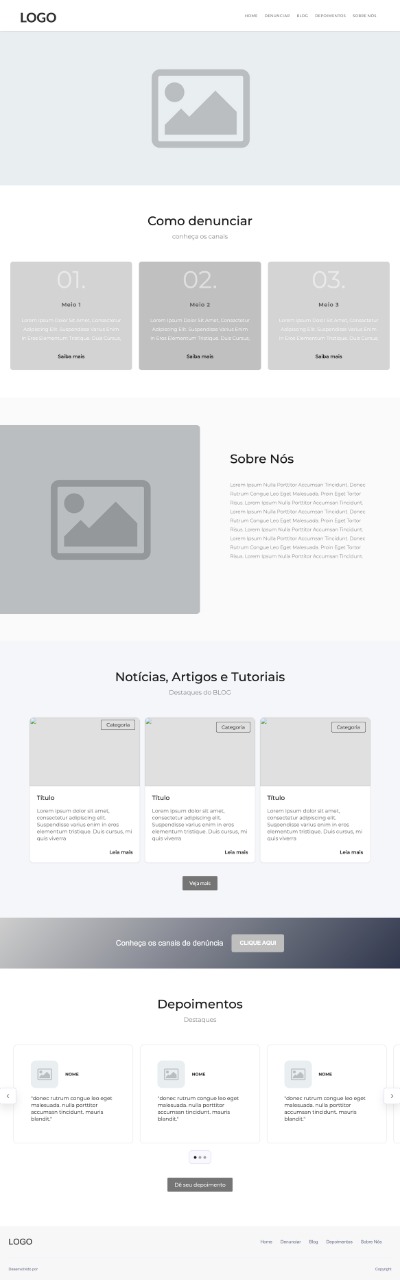 LOGO
HOME DENUNCIAR BLOG DEPOIMENTOS SOBRE NÓS
Como denunciar
conheça os canais
01.
Meio 1
Lorem Ipsum Dolor Sit Amet, Consectetur
Adipiscing Elit. Suspendisse Varius Enim
In Eros Elementum Tristique. Duis Cursus,
Saiba mais
02.
Meio 2
Lorem Ipsum Dolor Sit Amet, Consectetur
Adipiscing Elit. Suspendisse Varius Enim
In Eros Elementum Tristique. Duis Cursus,
Saiba mais
03.
Meio 3
Lorem Ipsum Dolor Sit Amet, Consectetur
Adipiscing Elit. Suspendisse Varius Enim
In Eros Elementum Tristique. Duis Cursus,
Saiba mais
Sobre Nós
Lorem Ipsum Nulla Porttitor Accumsan Tincidunt. Donec
Rutrum Congue Leo Eget Malesuada. Proin Eget Tortor
Risus. Lorem Ipsum Nulla Porttitor Accumsan Tincidunt.
Lorem Ipsum Nulla Porttitor Accumsan Tincidunt. Donec
Rutrum Congue Leo Eget Malesuada. Proin Eget Tortor
Risus. Lorem Ipsum Nulla Porttitor Accumsan Tincidunt.
Lorem Ipsum Nulla Porttitor Accumsan Tincidunt. Donec
Rutrum Congue Leo Eget Malesuada. Proin Eget Tortor
Risus. Lorem Ipsum Nulla Porttitor Accumsan Tincidunt.
Notícias, Artigos e Tutoriais
Destaques do BLOG
Categoria
Título
Lorem ipsum dolor sit amet,
consectetur adipiscing elit.
Suspendisse varius enim in eros
elementum tristique. Duis cursus, mi
quis viverra
Leia mais
Categoria
Título
Lorem ipsum dolor sit amet,
consectetur adipiscing elit.
Suspendisse varius enim in eros
elementum tristique. Duis cursus, mi
quis viverra
Leia mais
Categoria
Título
Lorem ipsum dolor sit amet,
consectetur adipiscing elit.
Suspendisse varius enim in eros
elementum tristique. Duis cursus, mi
quis viverra
Leia mais
Veja mais
Conheça os canais de denúncia
CLIQUE AQUI
Depoimentos
Destaques
NOME
"donec rutrum congue leo eget
malesuada. nulla porttitor
accumsan tincidunt. mauris
blandit."
NOME
"donec rutrum congue leo eget
malesuada. nulla porttitor
accumsan tincidunt. mauris
blandit."
NOME
"donec rutrum congue leo eget
malesuada. nulla porttitor
accumsan tincidunt. mauris
blandit."
Dê seu depoimento
LOGO
Home Denunciar Blog Depoimentos Sobre Nós
Desenvolvido por
Copyright